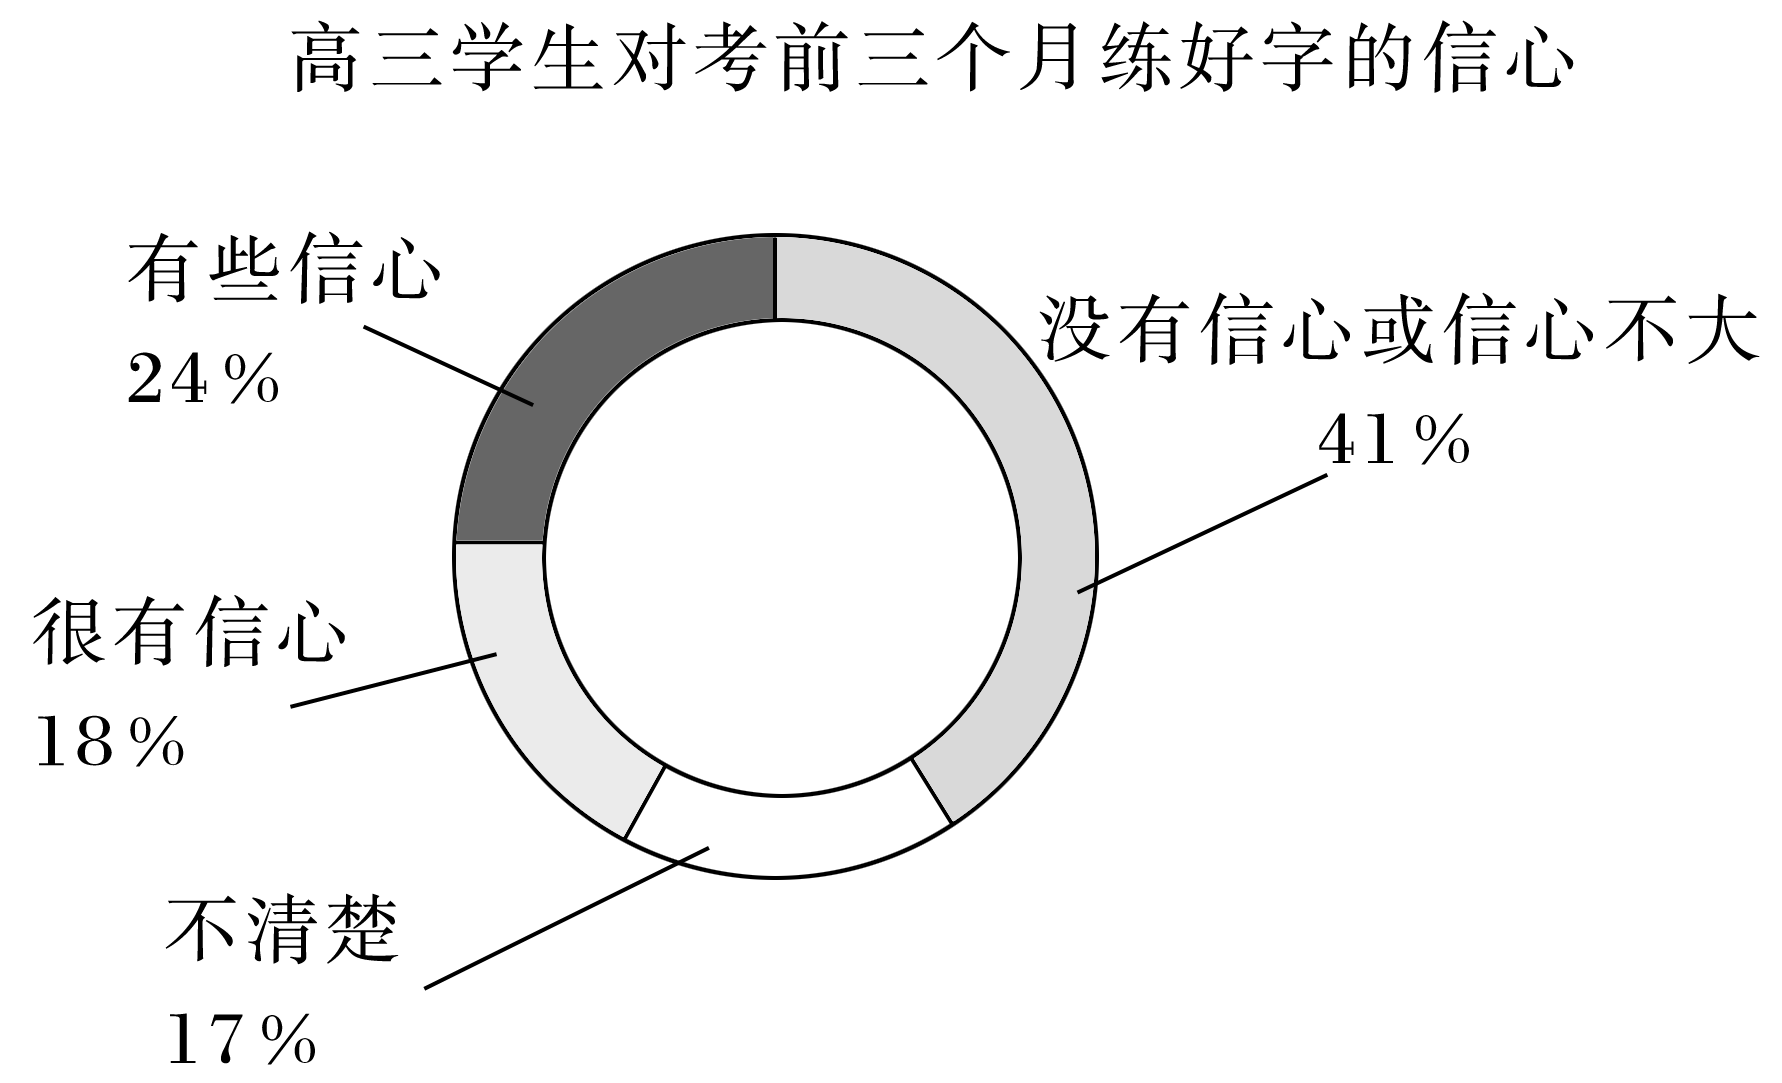 高三学生对考前三个月练好字的信心
有些信心
24%
没有信心或信心不大
41%
很有信心
18%
不清楚
17%